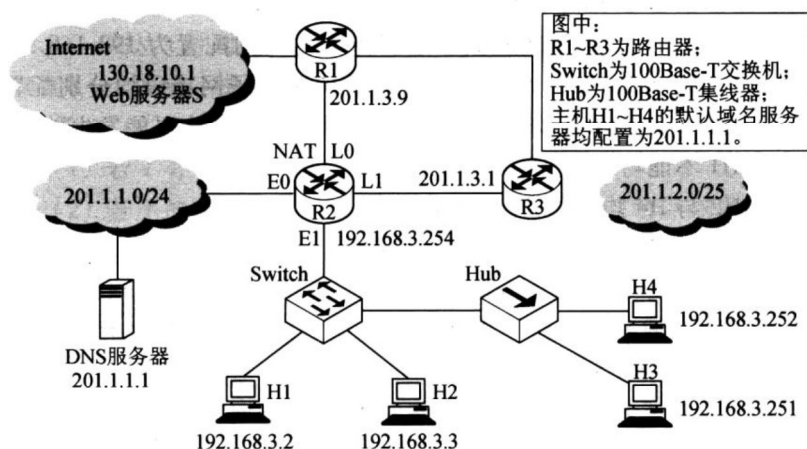 Internet
130.18.10.1
Web服务器S
R1
201.1.3.9
图中:
R1~R3为路由器;
Switch为100Base-T交换机;
Hub为100Base-T集线器;
主机H1~H4的默认域名服务
器均配置为201.1.1.1。
NAT
L0
201.1.1.0/24
E0
L1
R2
201.1.3.1
R3
201.1.2.0/25
E1
192.168.3.254
Switch
Hub
DNS服务器
201.1.1.1
H1
192.168.3.2
H2
192.168.3.3
H4
192.168.3.252
H3
192.168.3.251